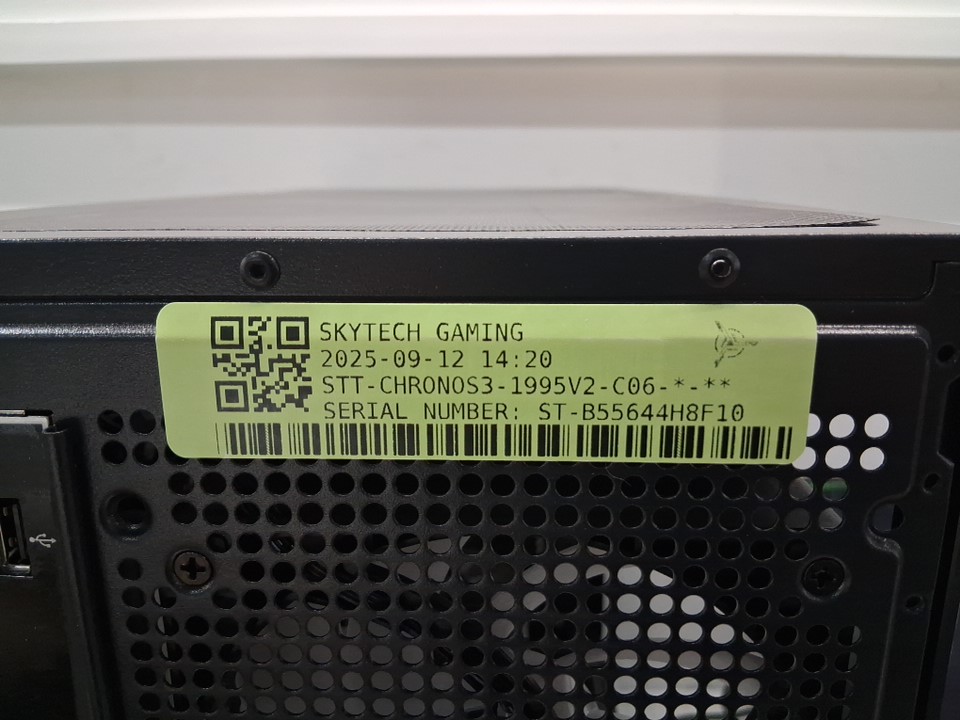 SKYTECH GAMING
2025-09-12 14:20
STT-CHRONOS3-1995V2-C06-*-**
SERIAL NUMBER: ST-B55644H8F10